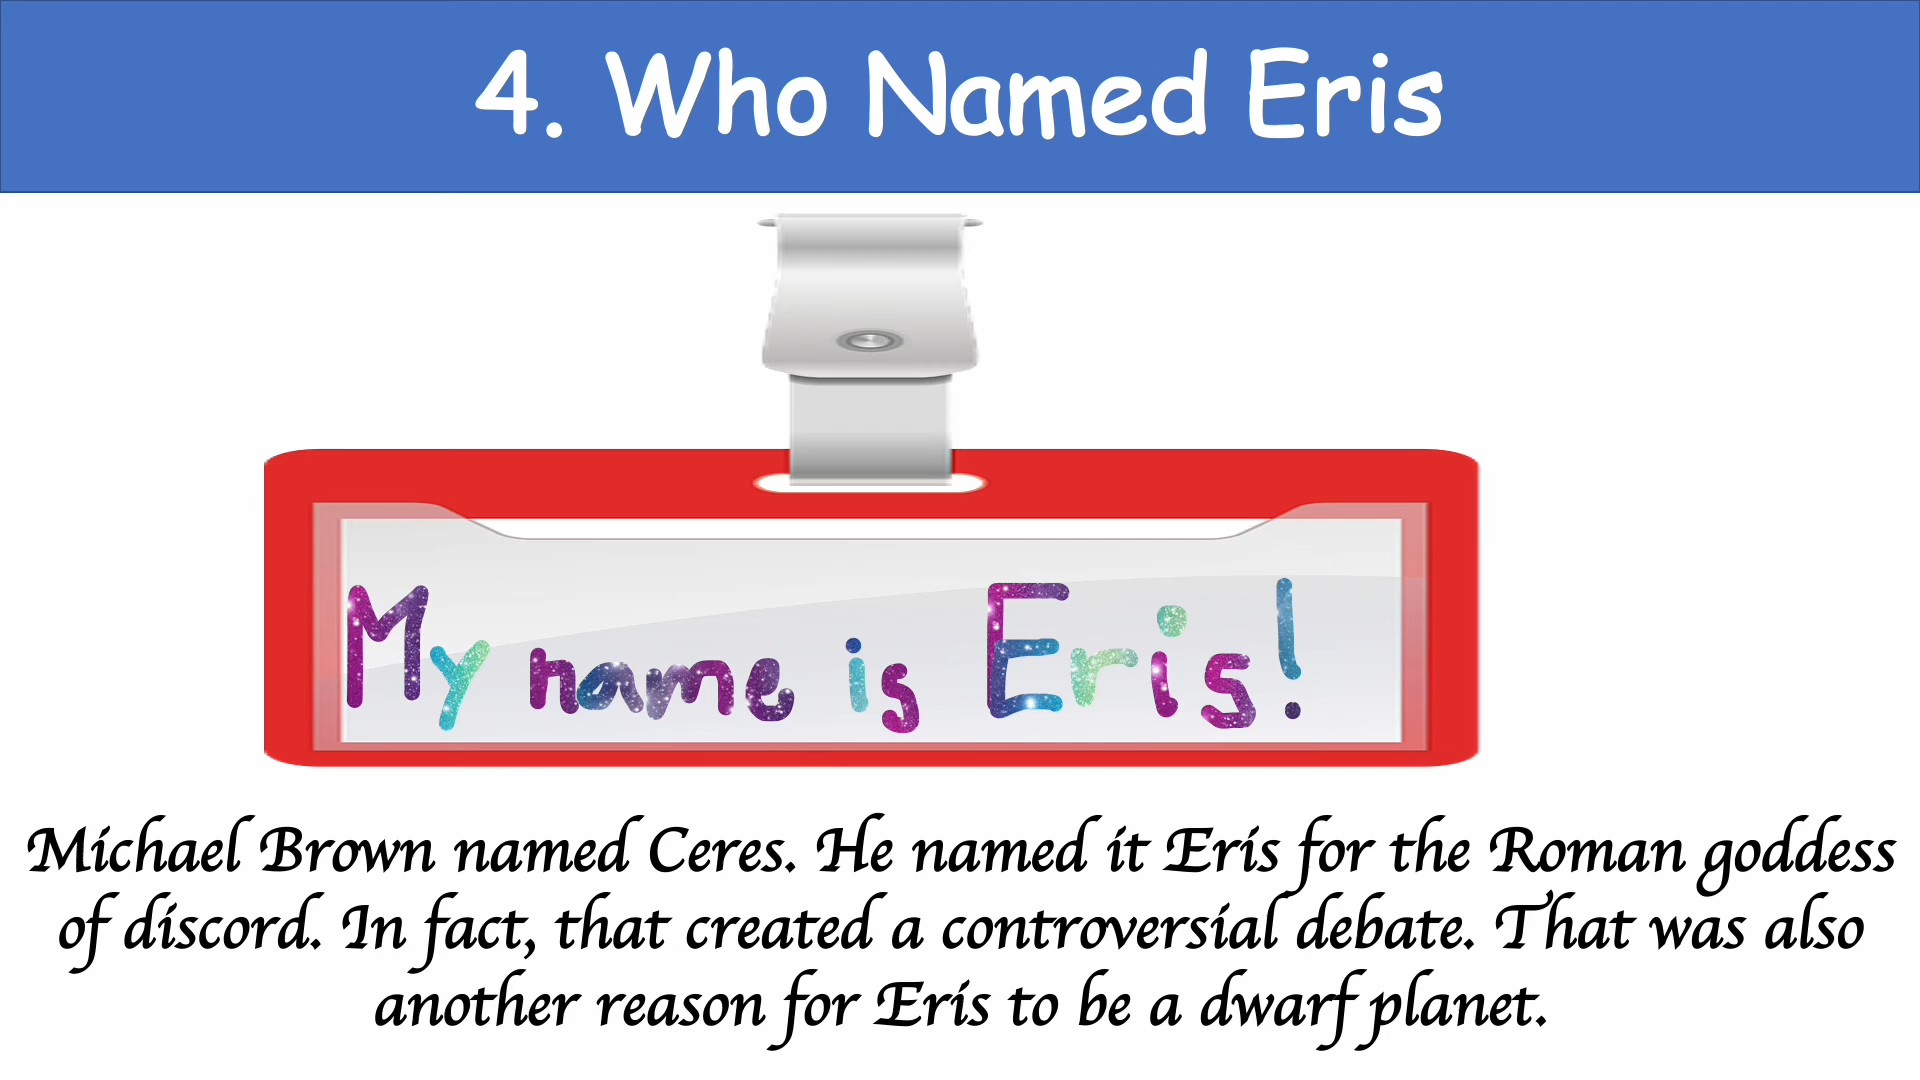 4. Who Named Eris
My name is Eris!
Michael Brown named Ceres. He named it Eris for the Roman goddess
of discord. In fact, that created a controversial debate. That was also
another reason for Eris to be a dwarf planet.